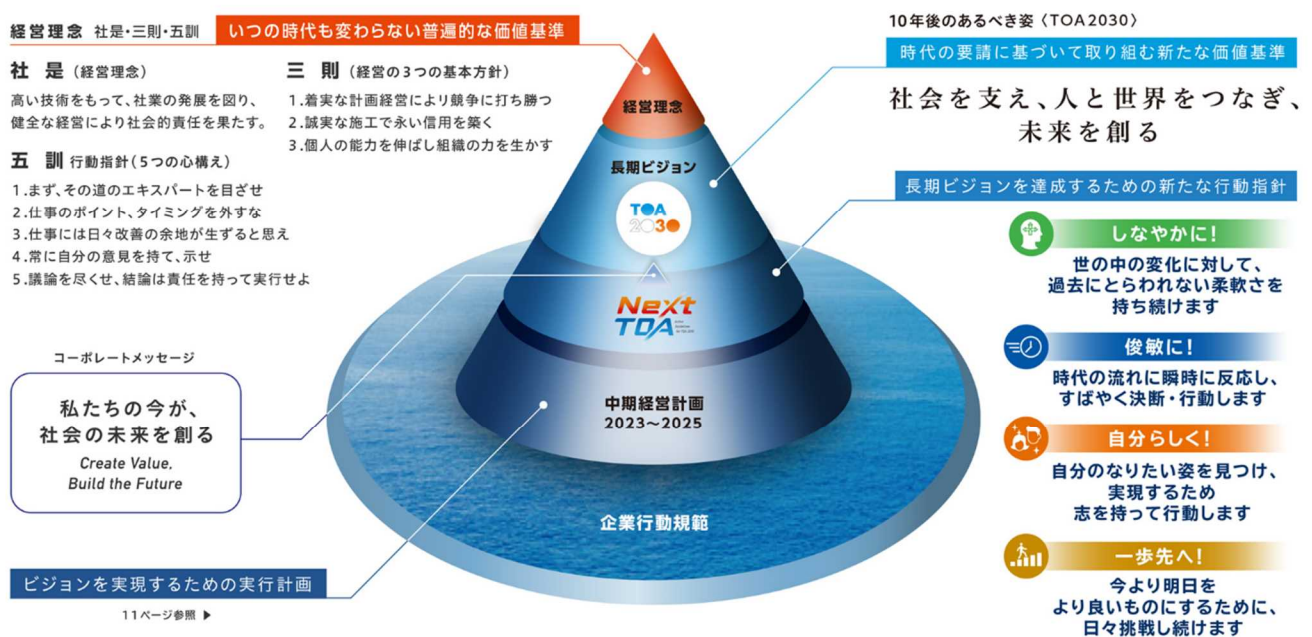 経営理念 社是・三則・五訓
いつの時代も変わらない普遍的な価値基準
社 是 (経営理念)
高い技術をもって、社業の発展を図り、
健全な経営により社会的責任を果たす。
三 則 (経営の3つの基本方針)
1.着実な計画経営により競争に打ち勝つ
2.誠実な施工で永い信用を築く
3.個人の能力を伸ばし組織の力を生かす
五 訓 行動指針(5つの心構え)
1.まず、その道のエキスパートを目ざせ
2.仕事のポイント、タイミングを外すな
3.仕事には日々改善の余地が生ずると思え
4.常に自分の意見を持て、示せ
5.議論を尽くせ、結論は責任を持って実行せよ
コーポレートメッセージ
私たちの今が、
社会の未来を創る
Create Value,
Build the Future
ビジョンを実現するための実行計画
11ページ参照 ▶
経営理念
長期ビジョン
TOA
2030
Next
TOA
中期経営計画
2023〜2025
企業行動規範
10年後のあるべき姿〈TOA2030〉
時代の要請に基づいて取り組む新たな価値基準
社会を支え、人と世界をつなぎ、
未来を創る
長期ビジョンを達成するための新たな行動指針
しなやかに!
世の中の変化に対して、
過去にとらわれない柔軟さを
持ち続けます
俊敏に!
時代の流れに瞬時に反応し、
すばやく決断・行動します
自分らしく!
自分のなりたい姿を見つけ、
実現するため
志を持って行動します
一歩先へ!
今より明日を
より良いものにするために、
日々挑戦し続けます